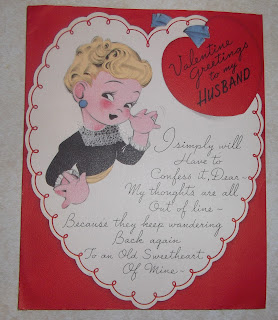 Valentine
Greetings
to my
HUSBAND
I simply will
Have to
Confess it, Dear-
My thoughts are all
Out of line-
Because they keep wandering
Back again
To an Old Sweetheart
Of Mine-